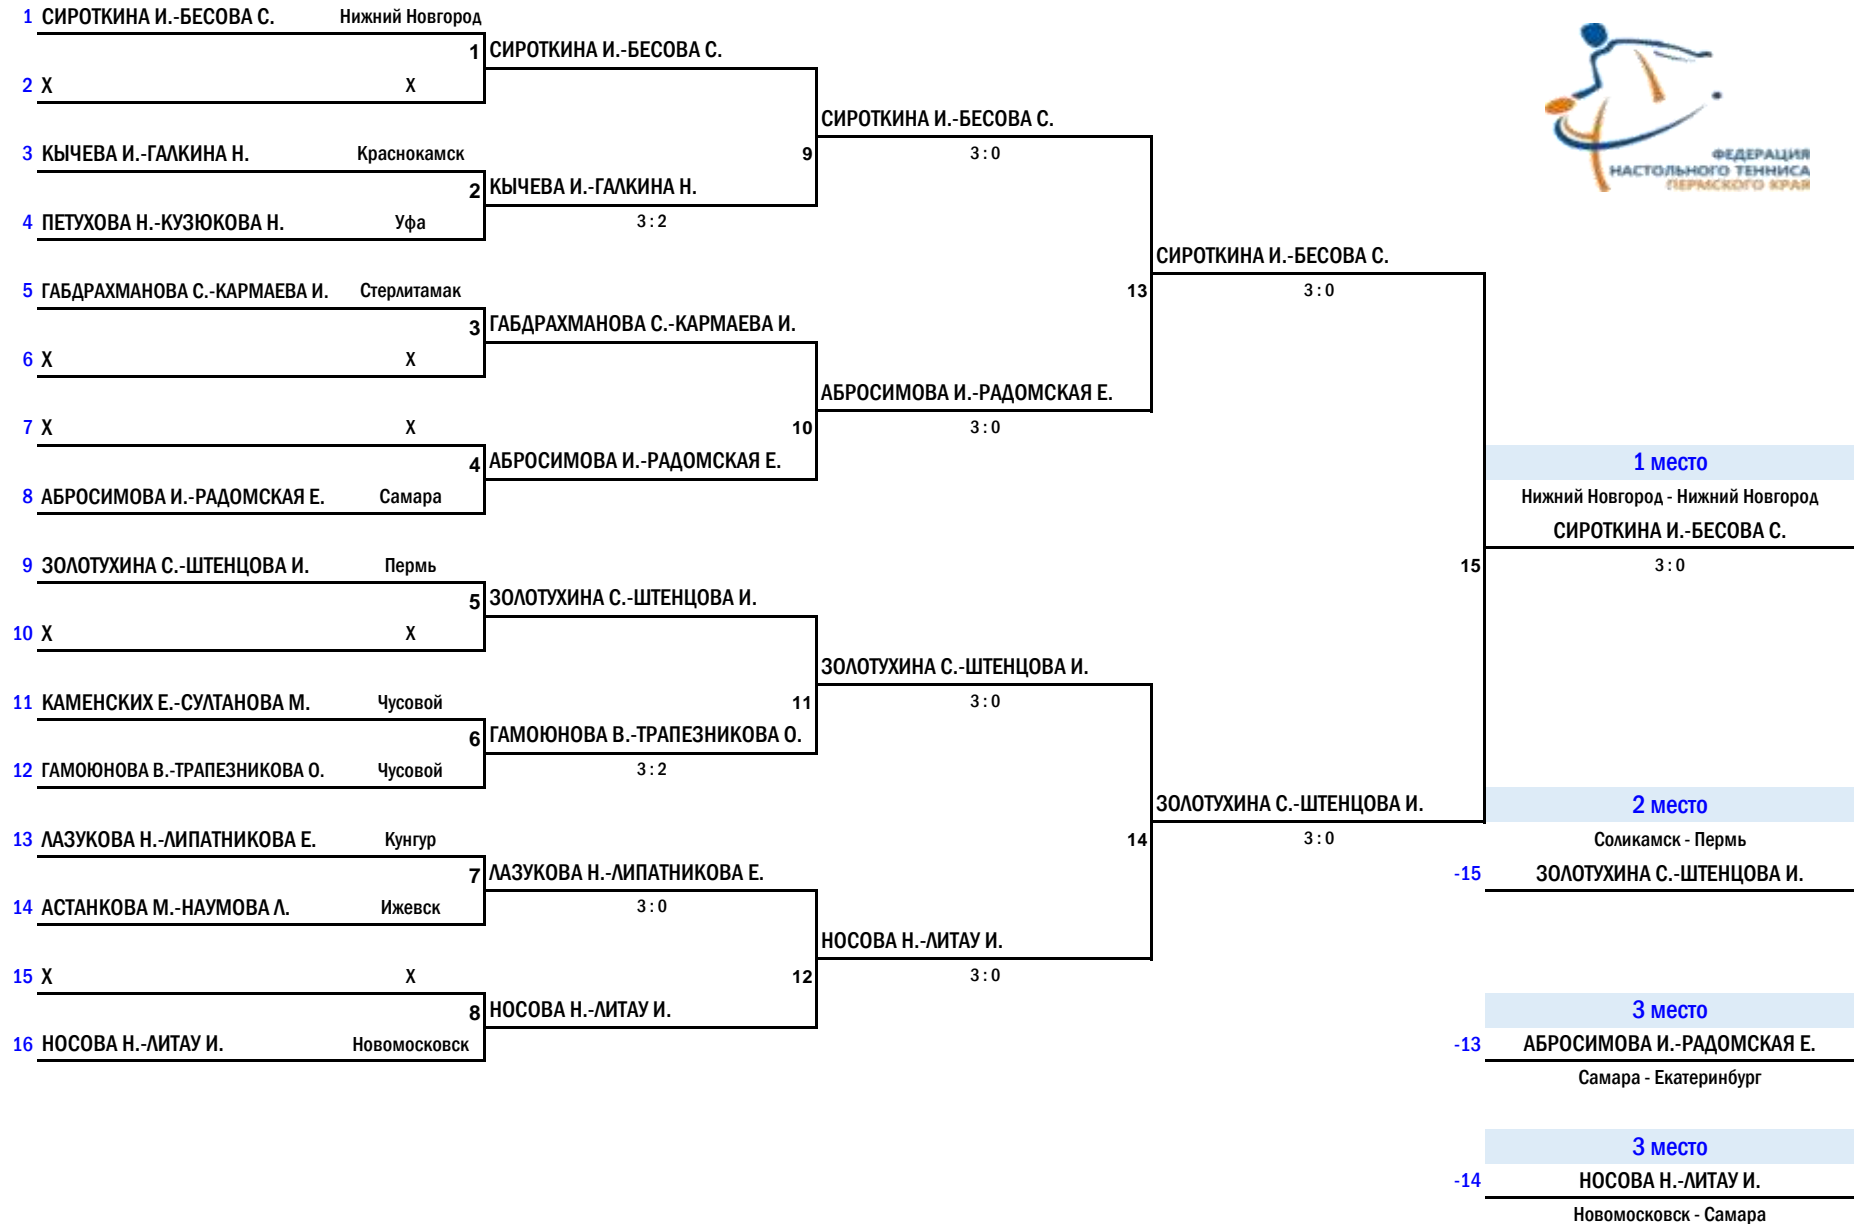 1 СИРОТКИНА И.-БЕСОВА С. Нижний Новгород
1 СИРОТКИНА И.-БЕСОВА С.
2 X X
СИРОТКИНА И.-БЕСОВА С.
3 КЫЧЕВА И.-ГАЛКИНА Н. Краснокамск 9 3 : 0
2 КЫЧЕВА И.-ГАЛКИНА Н.
4 ПЕТУХОВА Н.-КУЗЮКОВА Н. Уфа 3 : 2
СИРОТКИНА И.-БЕСОВА С.
5 ГАБДРАХМАНОВА С.-КАРМАЕВА И. Стерлитамак 13 3 : 0
3 ГАБДРАХМАНОВА С.-КАРМАЕВА И.
6 X X
АБРОСИМОВА И.-РАДОМСКАЯ Е.
7 X X 10 3 : 0
4 АБРОСИМОВА И.-РАДОМСКАЯ Е. 1 место
8 АБРОСИМОВА И.-РАДОМСКАЯ Е. Самара Нижний Новгород - Нижний Новгород
СИРОТКИНА И.-БЕСОВА С.
9 ЗОЛОТУХИНА С.-ШТЕНЦОВА И. Пермь 15 3 : 0
5 ЗОЛОТУХИНА С.-ШТЕНЦОВА И.
10 X X
ЗОЛОТУХИНА С.-ШТЕНЦОВА И.
11 КАМЕНСКИХ Е.-СУЛТАНОВА М. Чусовой 11 3 : 0
6 ГАМОЮНОВА В.-ТРАПЕЗНИКОВА О.
12 ГАМОЮНОВА В.-ТРАПЕЗНИКОВА О. Чусовой 3 : 2
ЗОЛОТУХИНА С.-ШТЕНЦОВА И. 2 место
13 ЛАЗУКОВА Н.-ЛИПАТНИКОВА Е. Кунгур 14 3 : 0 Соликамск - Пермь
7 ЛАЗУКОВА Н.-ЛИПАТНИКОВА Е. -15 ЗОЛОТУХИНА С.-ШТЕНЦОВА И.
14 АСТАНКОВА М.-НАУМОВА Л. Ижевск 3 : 0
НОСОВА Н.-ЛИТАУ И.
15 X X 12 3 : 0
8 НОСОВА Н.-ЛИТАУ И. 3 место
16 НОСОВА Н.-ЛИТАУ И. Новомосковск -13 АБРОСИМОВА И.-РАДОМСКАЯ Е.
Самара - Екатеринбург
3 место
-14 НОСОВА Н.-ЛИТАУ И.
Новомосковск - Самара
ФЕДЕРАЦИЯ
НАСТОЛЬНОГО ТЕННИСА
ПЕРМСКОГО КРАЯ